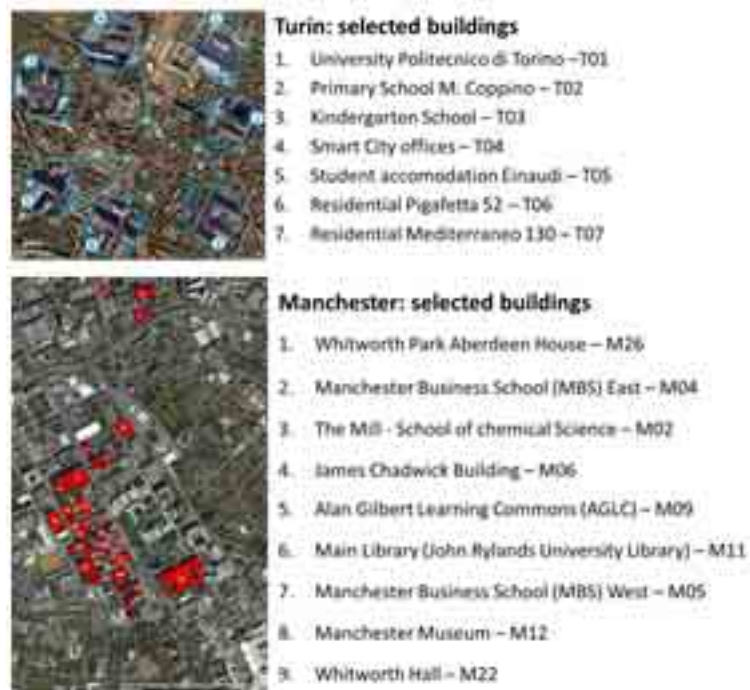 Turin: selected buildings
1. University Politecnico di Torino –T01
2. Primary School M. Coppino – T02
3. Kindergarten School – T03
4. Smart City offices – T04
5. Student accomodation Einaudi – T05
6. Residential Pigafetta 52 – T06
7. Residential Mediterraneo 130 – T07
Manchester: selected buildings
1. Whitworth Park Aberdeen House – M26
2. Manchester Business School (MBS) East – M04
3. The Mill - School of chemical Science – M02
4. James Chadwick Building – M06
5. Alan Gilbert Learning Commons (AGLC) – M09
6. Main Library (John Rylands University Library) – M11
7. Manchester Business School (MBS) West – M05
8. Manchester Museum – M12
9. Whitworth Hall – M22